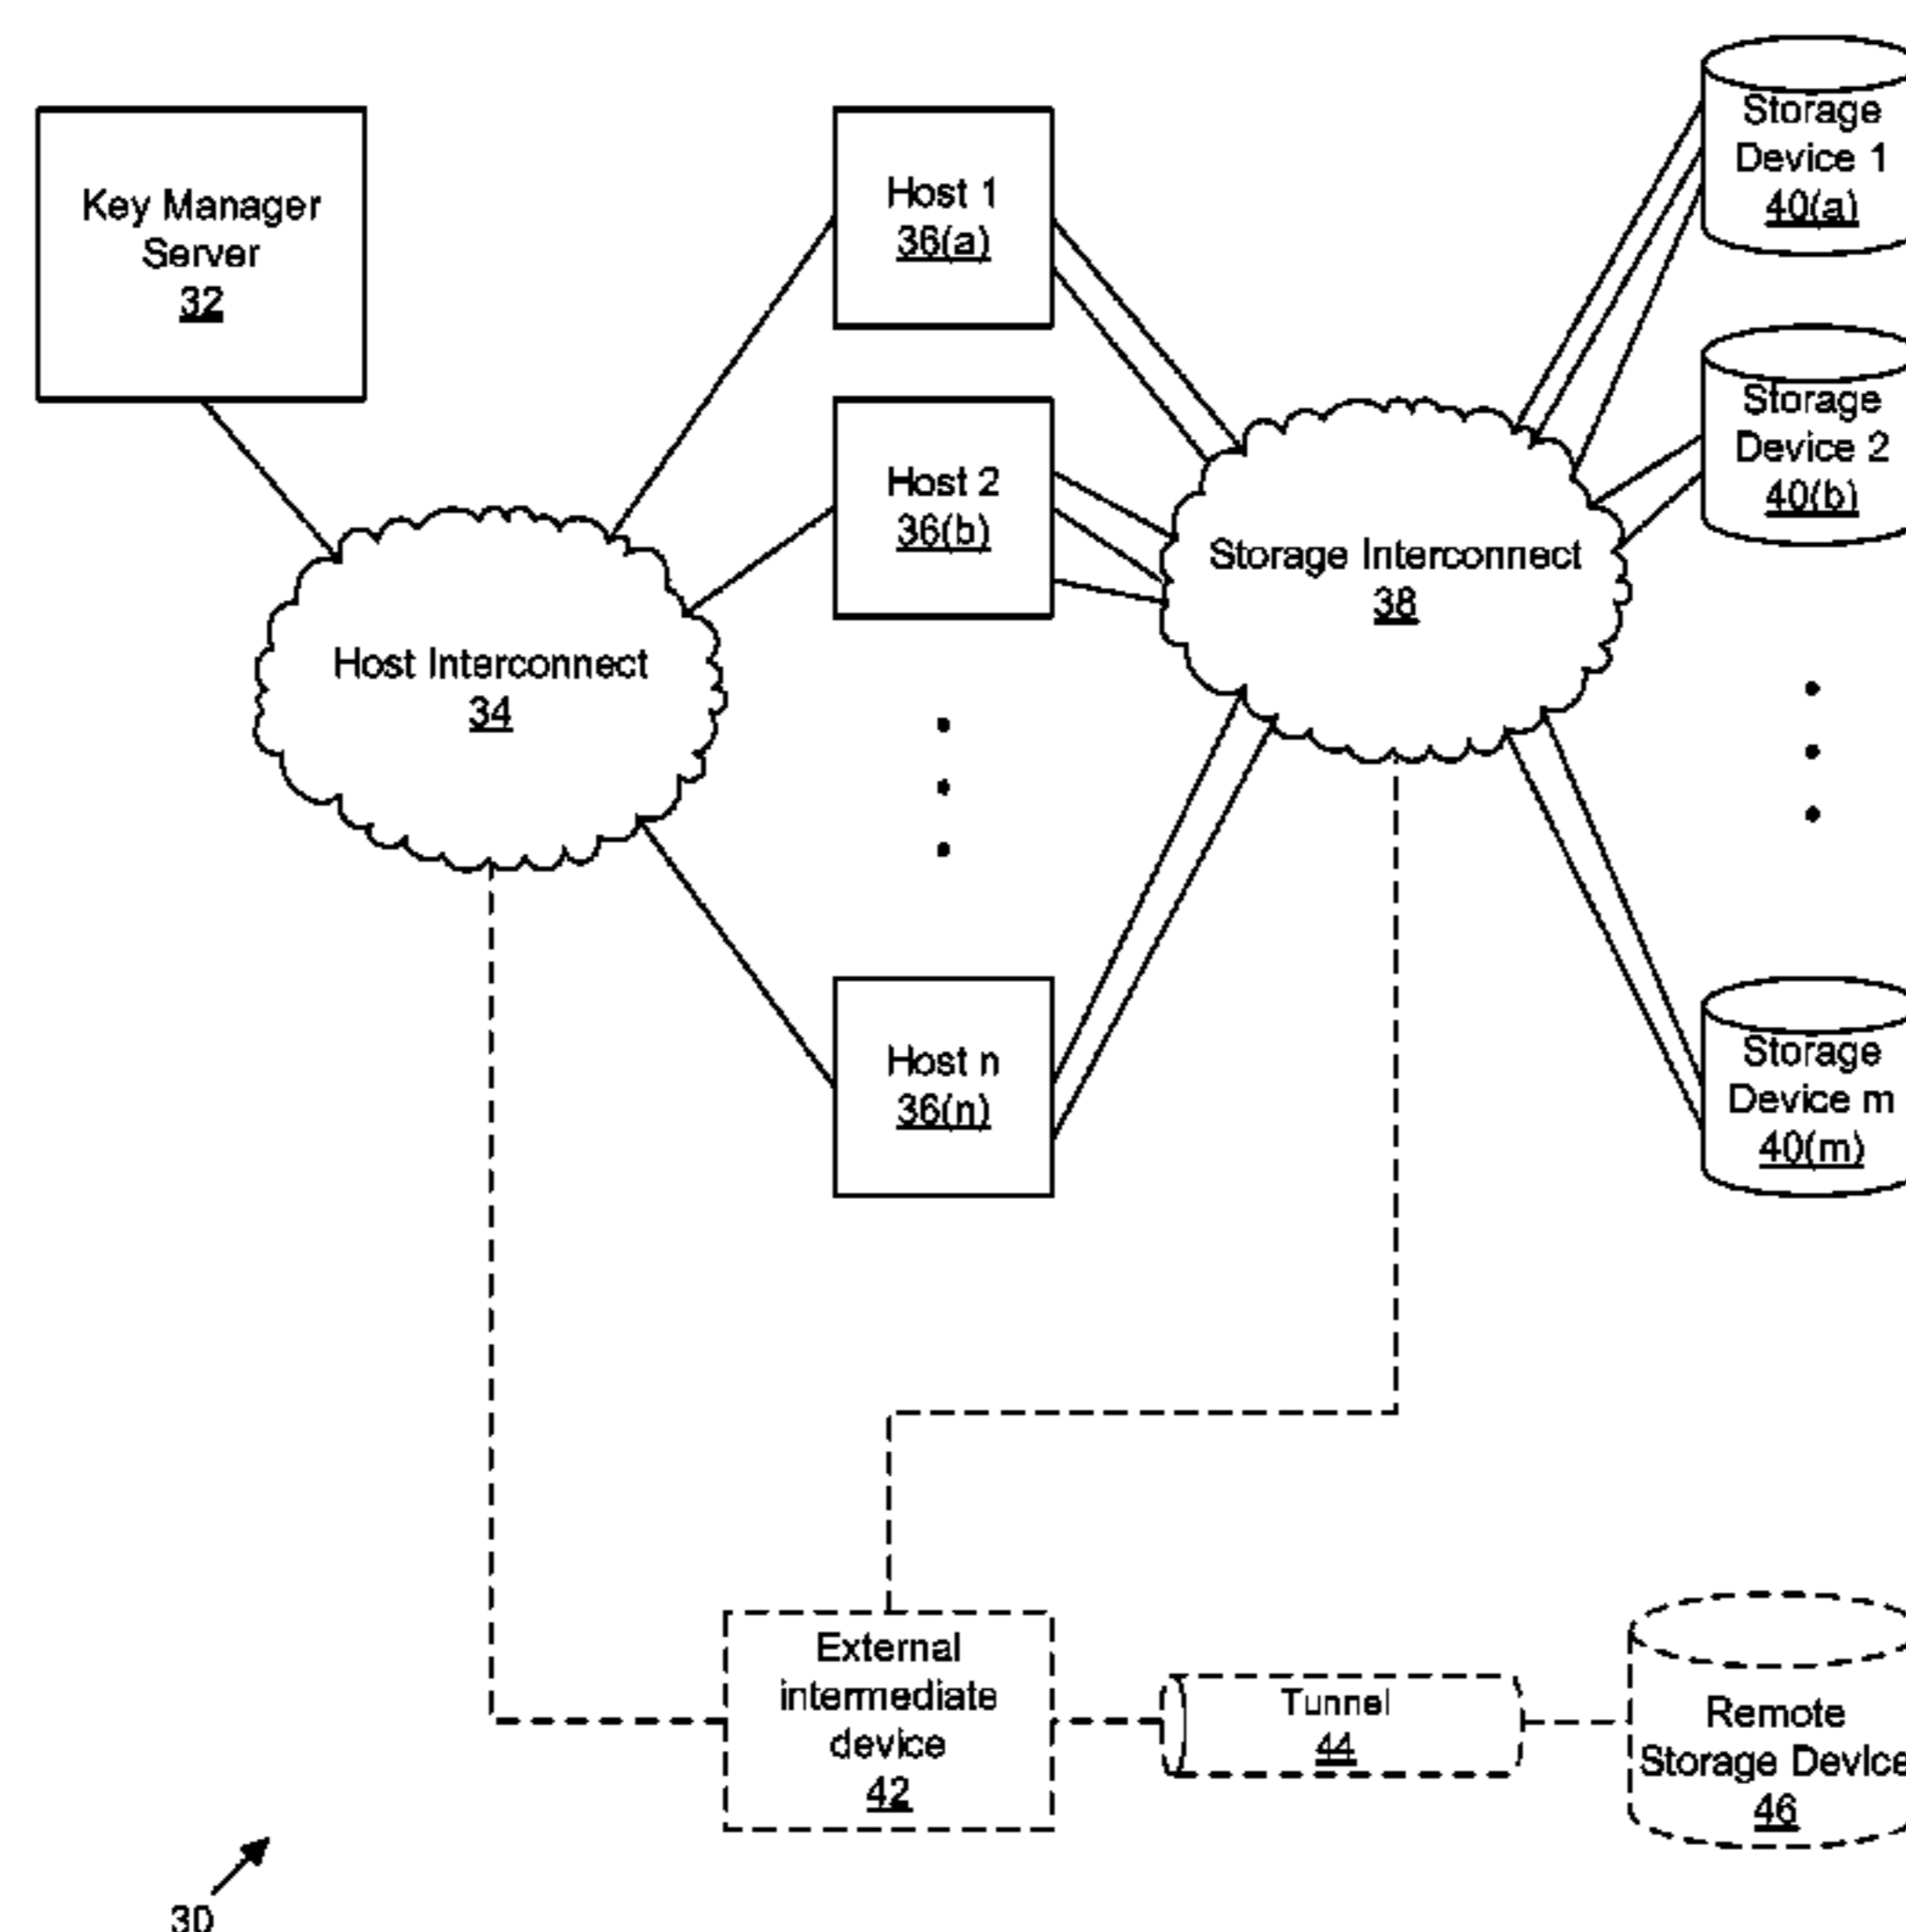 Key Manager
Server
32
Host 1
36(a)
Storage
Device 1
40(a)
Host 2
36(b)
Storage
Device 2
40(b)
Host Interconnect
34
Storage Interconnect
38
Host n
36(n)
Storage
Device m
40(m)
External
intermediate
device
42
Tunnel
44
Remote
Storage Device
46
30